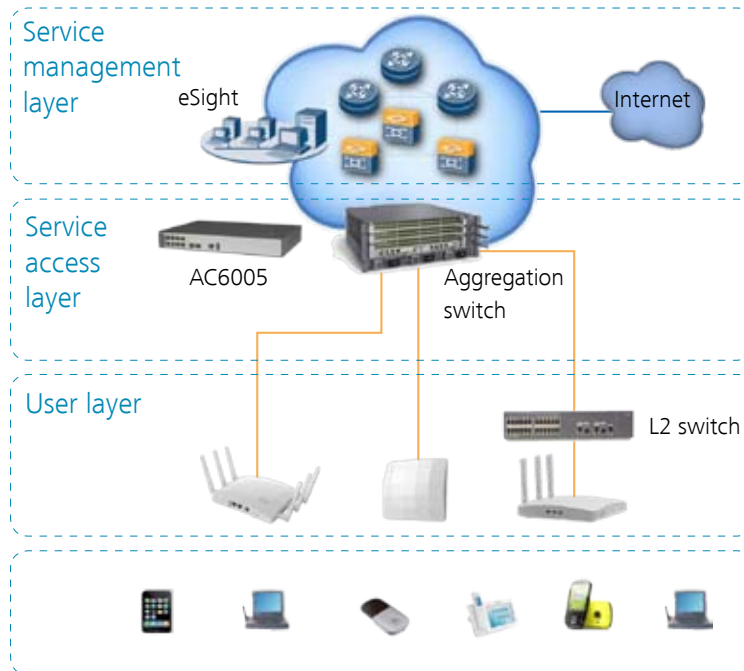 Service
management
layer
eSight
Internet
Service
access
layer
AC6005
Aggregation
switch
User layer
L2 switch